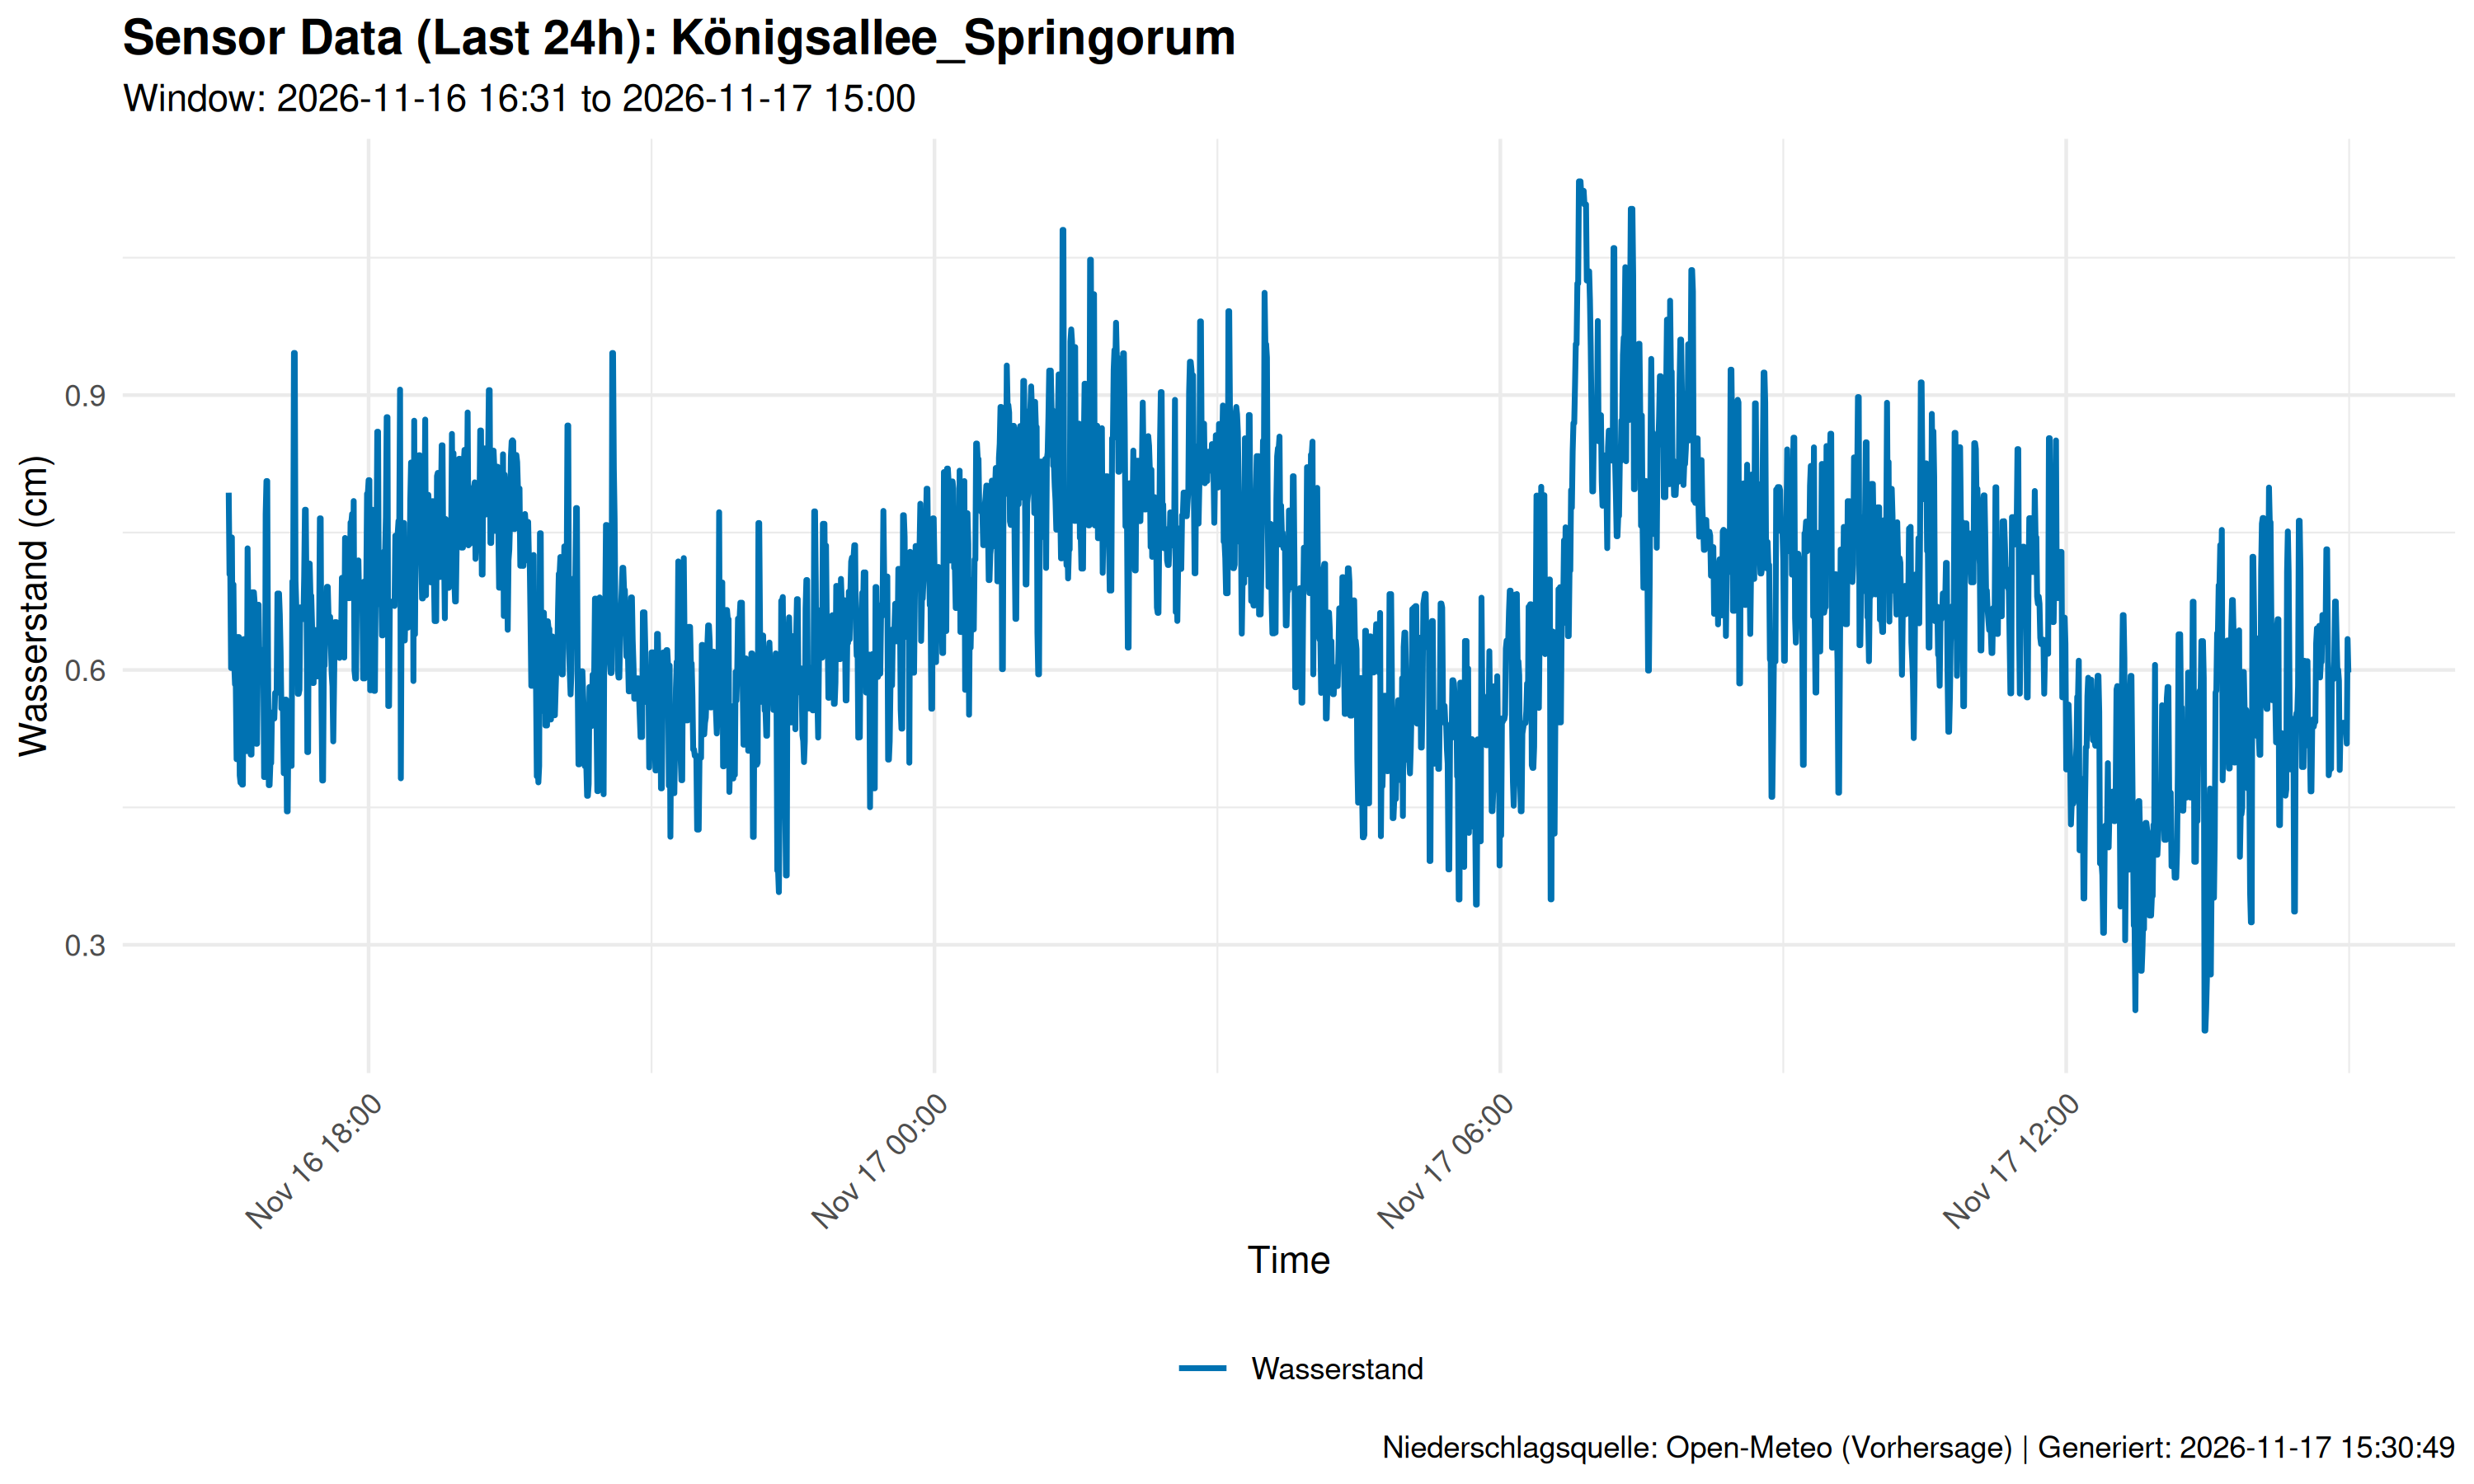 Sensor Data (Last 24h): Königsallee_Springorum
Window: 2026-11-16 16:31 to 2026-11-17 15:00
Wasserstand (cm)
0.9
0.6
0.3
Nov 16 18:00
Nov 17 00:00
Nov 17 06:00
Nov 17 12:00
Time
Wasserstand
Niederschlagsquelle: Open-Meteo (Vorhersage) | Generiert: 2026-11-17 15:30:49